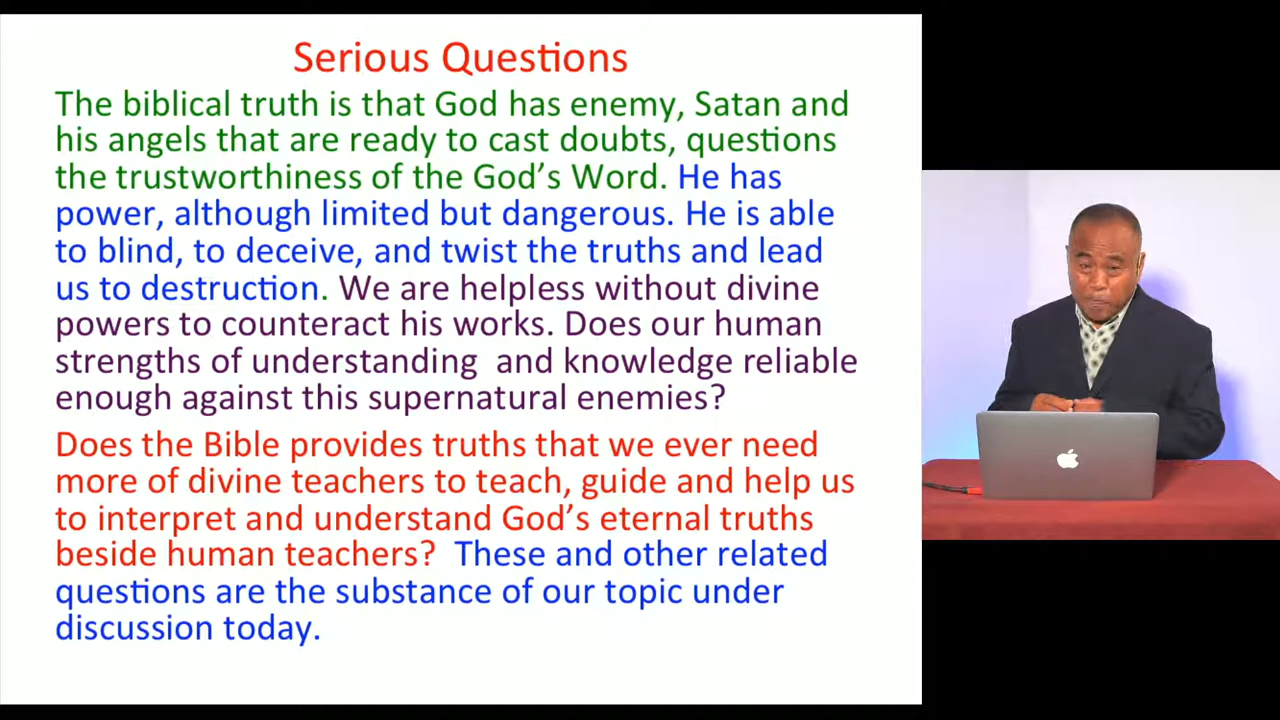 Serious Questions
The biblical truth is that God has enemy, Satan and
his angels that are ready to cast doubts, questions
the trustworthiness of the God's Word. He has
power, although limited but dangerous. He is able
to blind, to deceive, and twist the truths and lead
us to destruction. We are helpless without divine
powers to counteract his works. Does our human
strengths of understanding  and knowledge reliable
enough against this supernatural enemies?
Does the Bible provides truths that we ever need
more of divine teachers to teach, guide and help us
to interpret and understand God's eternal truths
beside human teachers?  These and other related
questions are the substance of our topic under
discussion today.